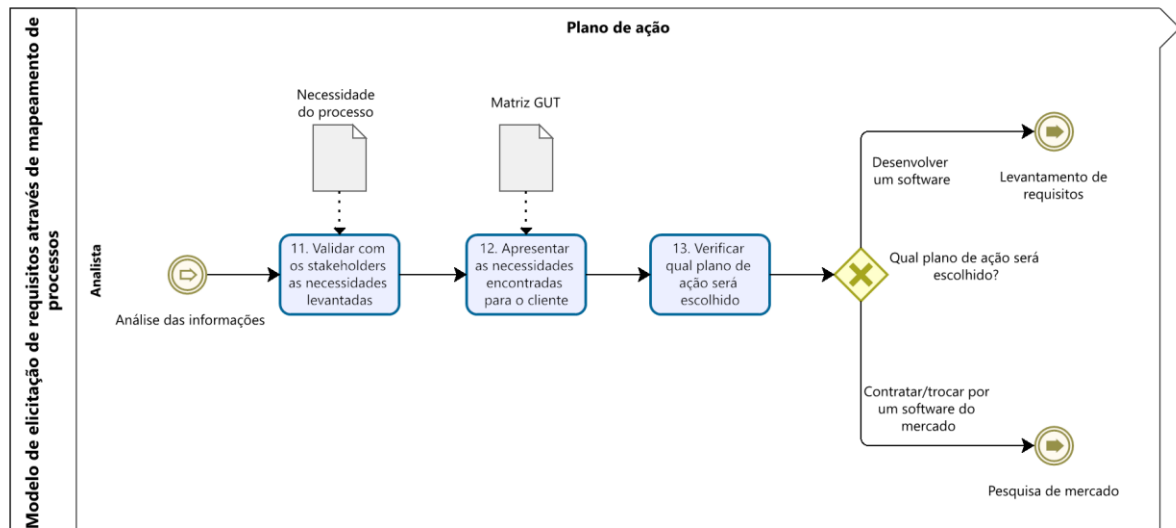 Modelo de elicitação de requisitos através de mapeamento de
processos
Analista
Plano de ação
Necessidade
do processo
Matriz GUT
Análise das informações
11. Validar com
os stakeholders
as necessidades
levantadas
12. Apresentar
as necessidades
encontradas
para o cliente
13. Verificar
qual plano de
ação será
escolhido
Desenvolver
um software
Levantamento de
requisitos
Qual plano de ação será
escolhido?
Contratar/trocar por
um software do
mercado
Pesquisa de mercado